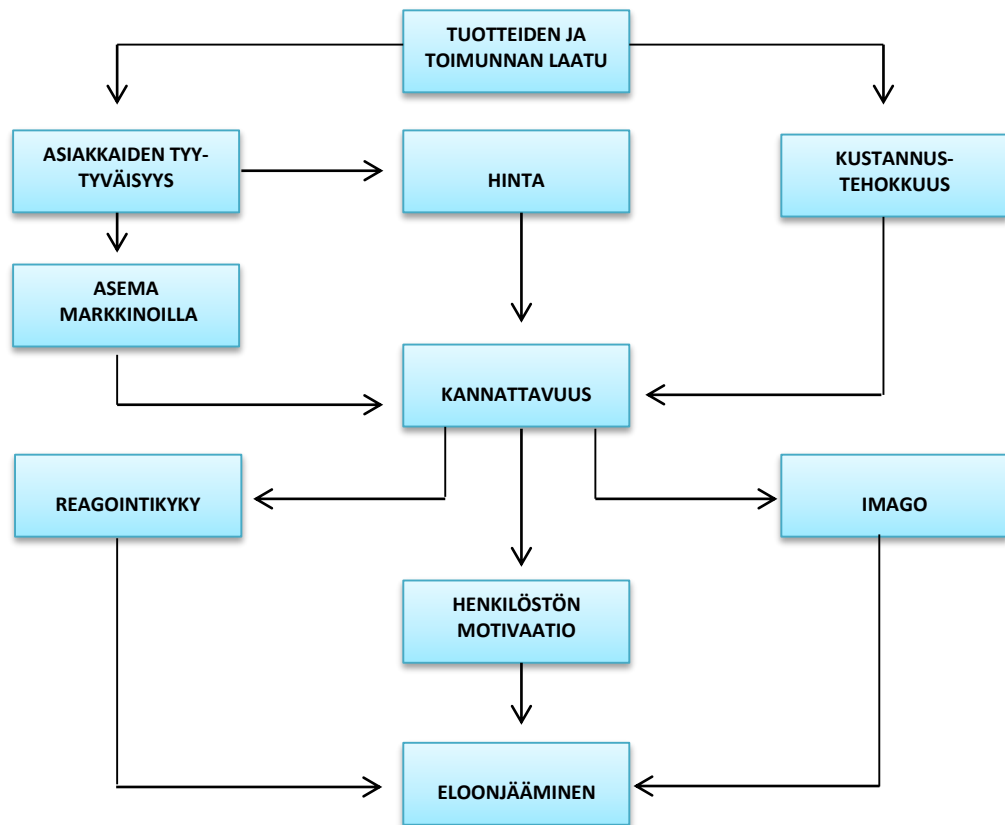 TUOTTEIDEN JA
TOIMUNNAN LAATU
ASIAKKAIDEN TYY-
TYVÄISYYS
HINTA
KUSTANNUS-
TEHOKKUUS
ASEMA
MARKKINOILLA
KANNATTAVUUS
REAGOINTIKYKY
IMAGO
HENKILÖSTÖN
MOTIVAATIO
ELOONJÄÄMINEN